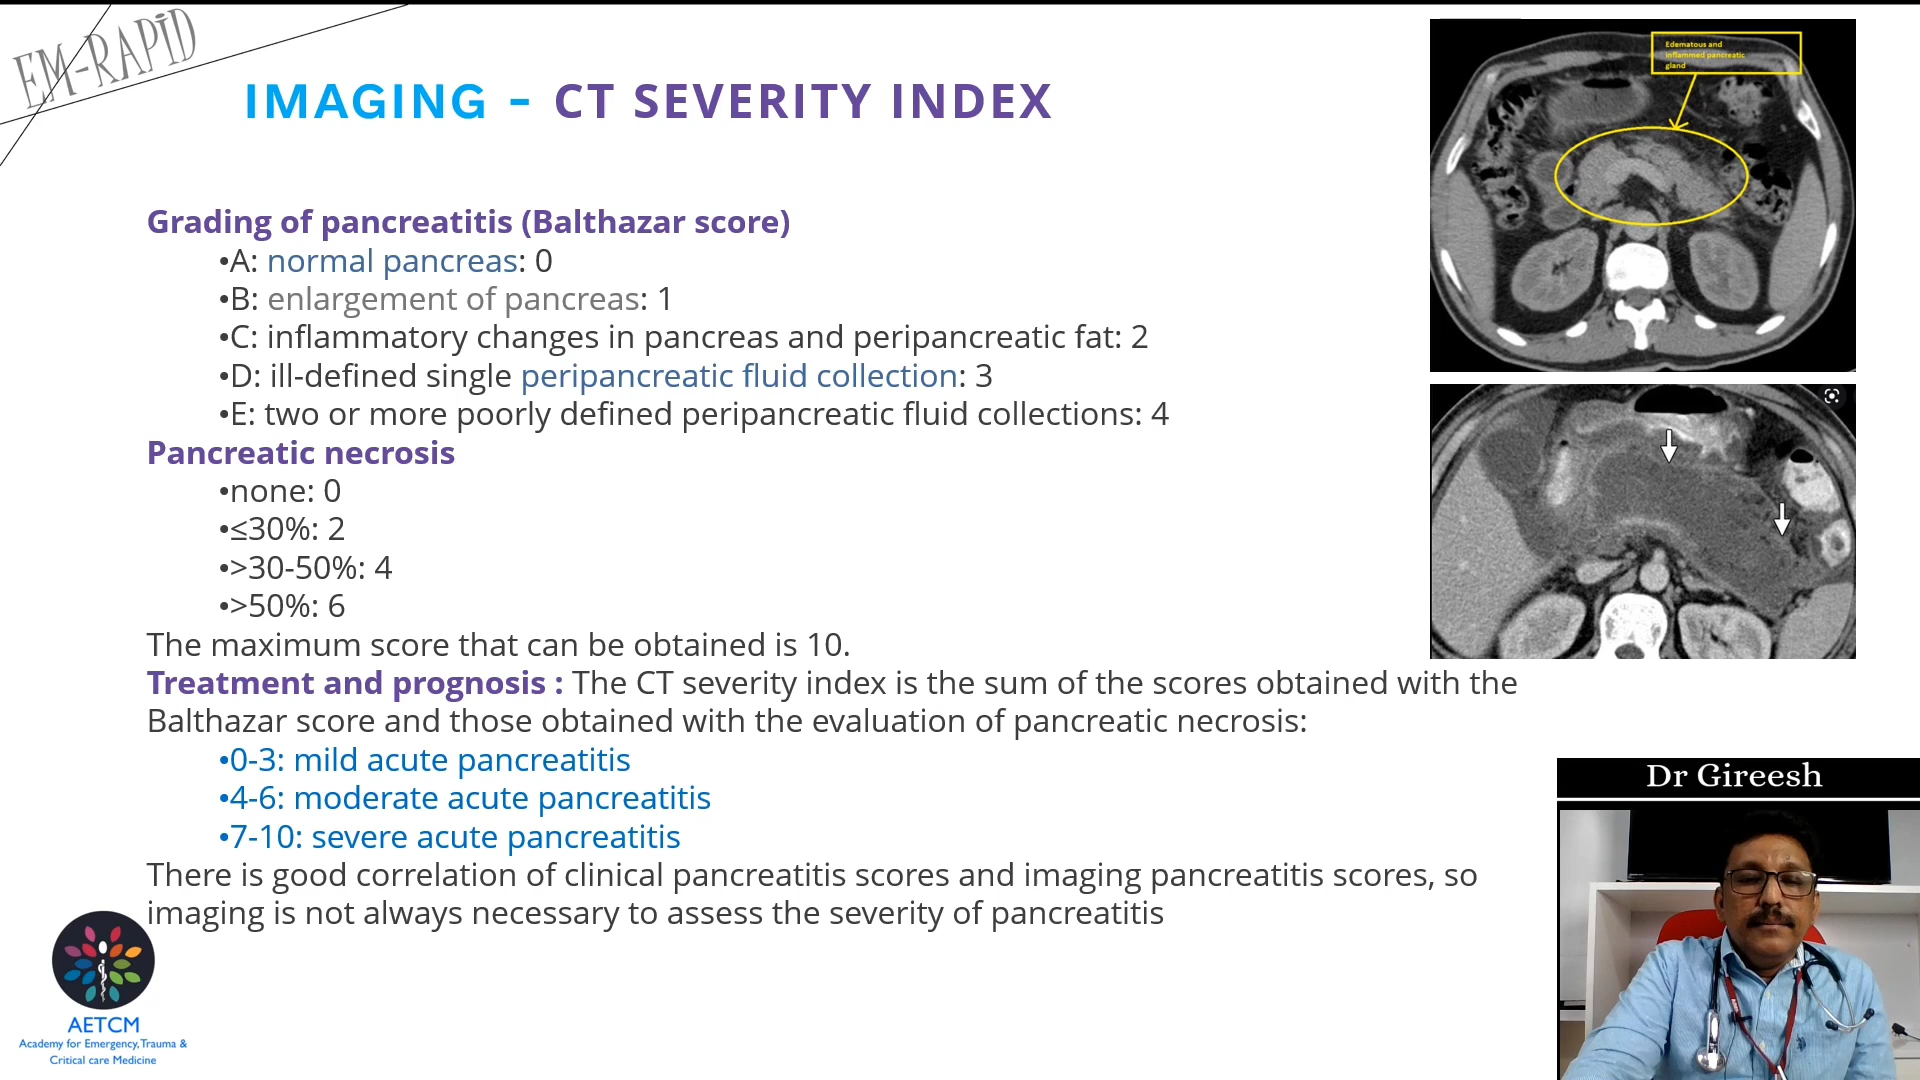 EM-RAPiD
IMAGING - CT SEVERITY INDEX
Edematous and
inflammed pancreatic
gland
Grading of pancreatitis (Balthazar score)
•A: normal pancreas: 0
•B: enlargement of pancreas: 1
•C: inflammatory changes in pancreas and peripancreatic fat: 2
•D: ill-defined single peripancreatic fluid collection: 3
•E: two or more poorly defined peripancreatic fluid collections: 4
Pancreatic necrosis
•none: 0
•≤30%: 2
•>30-50%: 4
•>50%: 6
The maximum score that can be obtained is 10.
Treatment and prognosis : The CT severity index is the sum of the scores obtained with the
Balthazar score and those obtained with the evaluation of pancreatic necrosis:
•0-3: mild acute pancreatitis
•4-6: moderate acute pancreatitis
•7-10: severe acute pancreatitis
There is good correlation of clinical pancreatitis scores and imaging pancreatitis scores, so
imaging is not always necessary to assess the severity of pancreatitis
Dr Gireesh
AETCM
Academy for Emergency,Trauma &
Critical care Medicine